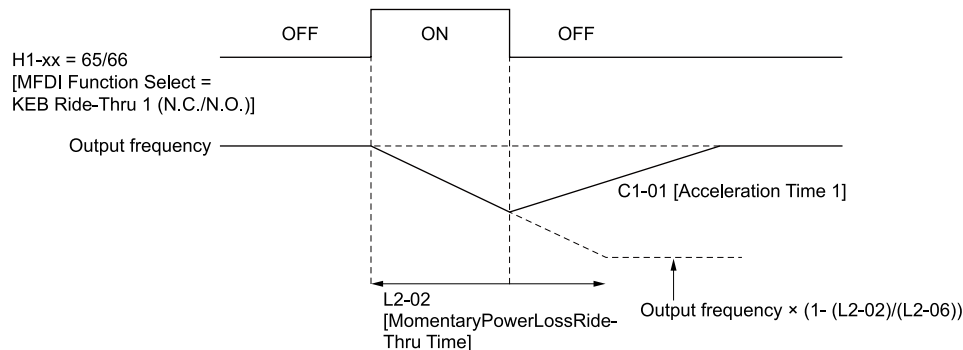 OFF
ON
OFF
H1-xx = 65/66
[MFDI Function Select =
KEB Ride-Thru 1 (N.C./N.O.)]
Output frequency
C1-01 [Acceleration Time 1]
L2-02
[MomentaryPowerLossRide-
Thru Time]
Output frequency × (1- (L2-02)/(L2-06))